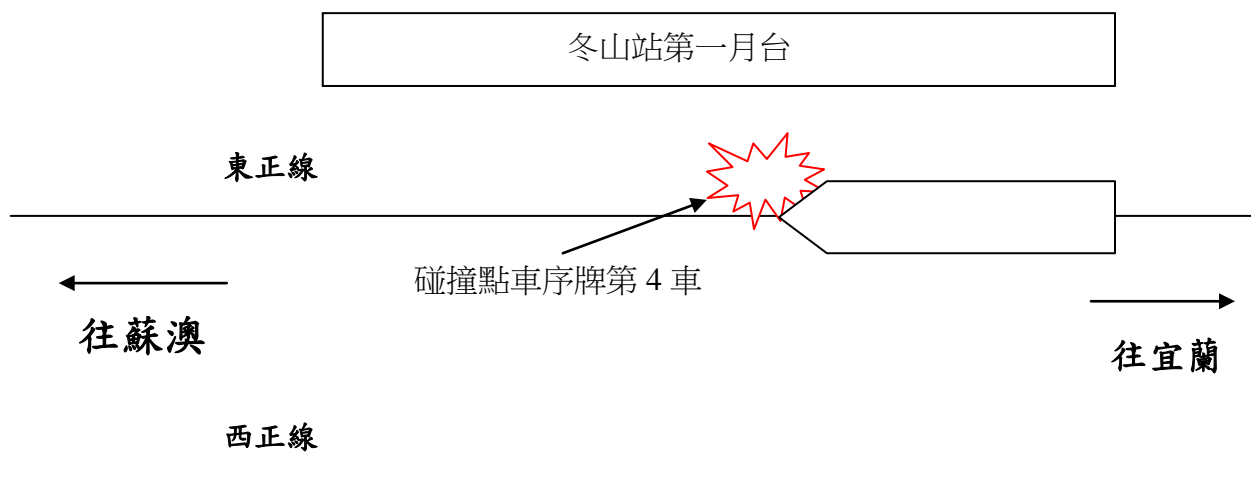 冬山站第一月台
東正線
碰撞點車序牌第 4 車
往蘇澳
往宜蘭
西正線